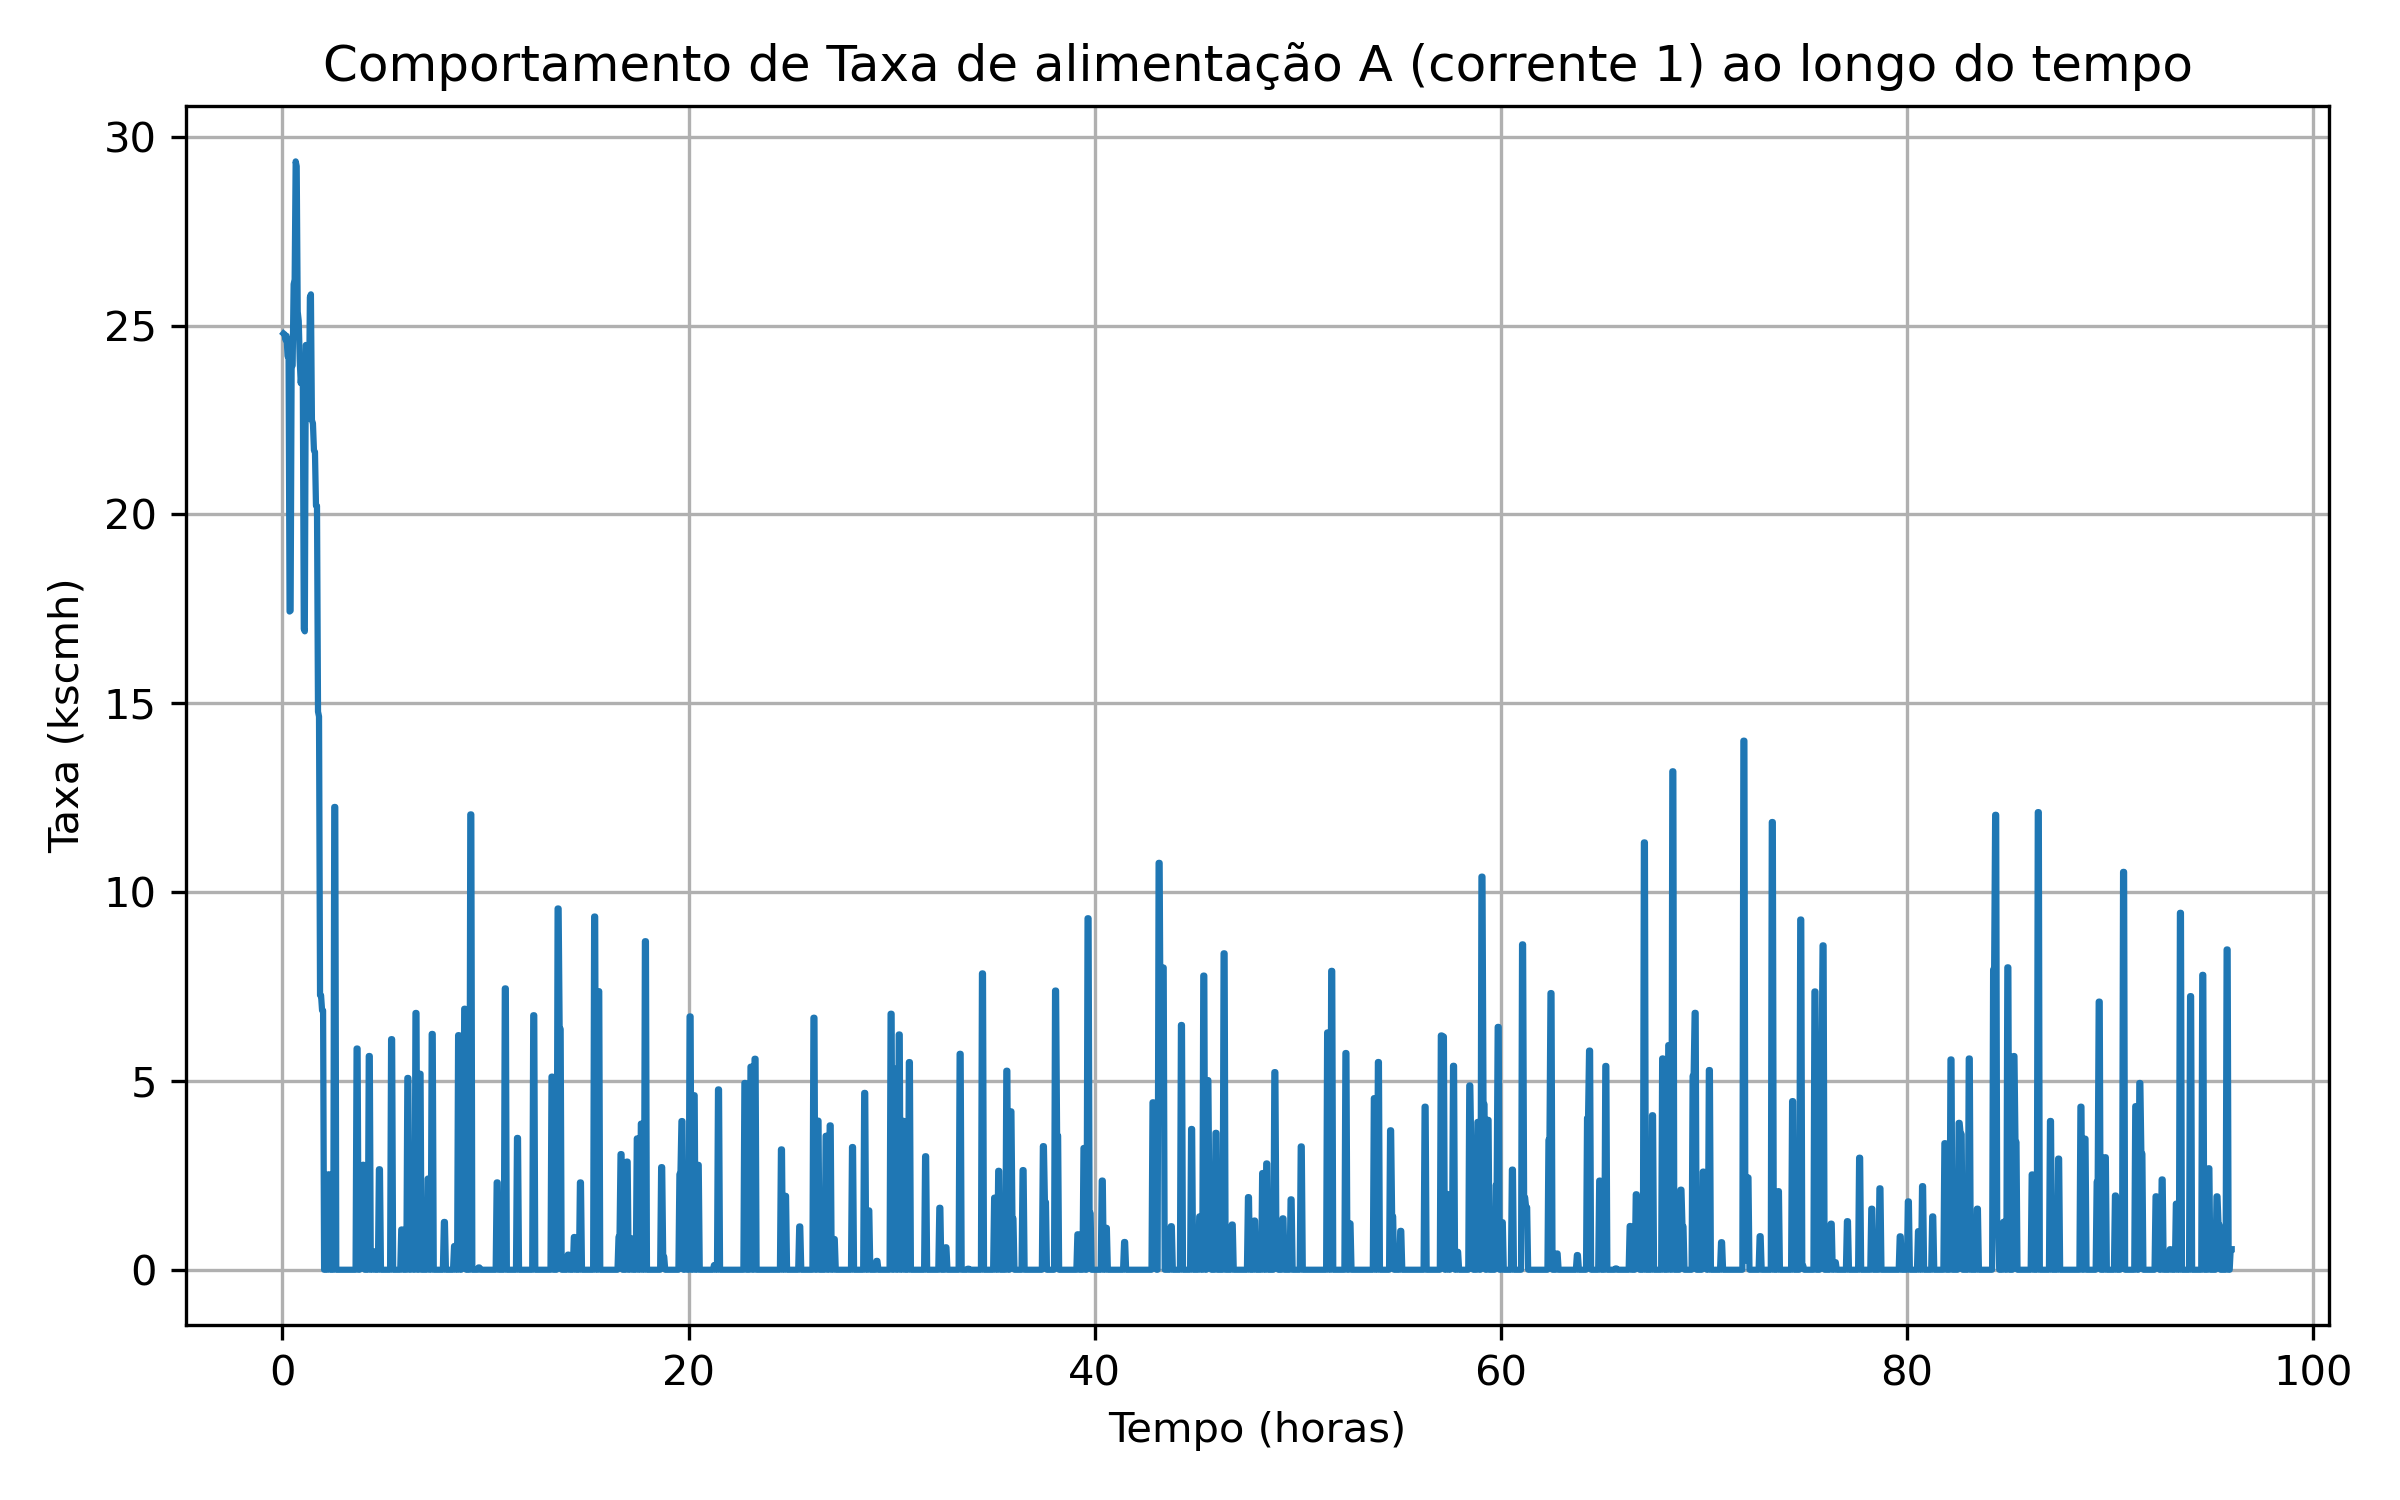 Comportamento de Taxa de alimentação A (corrente 1) ao longo do tempo
30
25
20
15
10
5
0
Taxa (kscmh)
0 20 40 60 80 100
Tempo (horas)